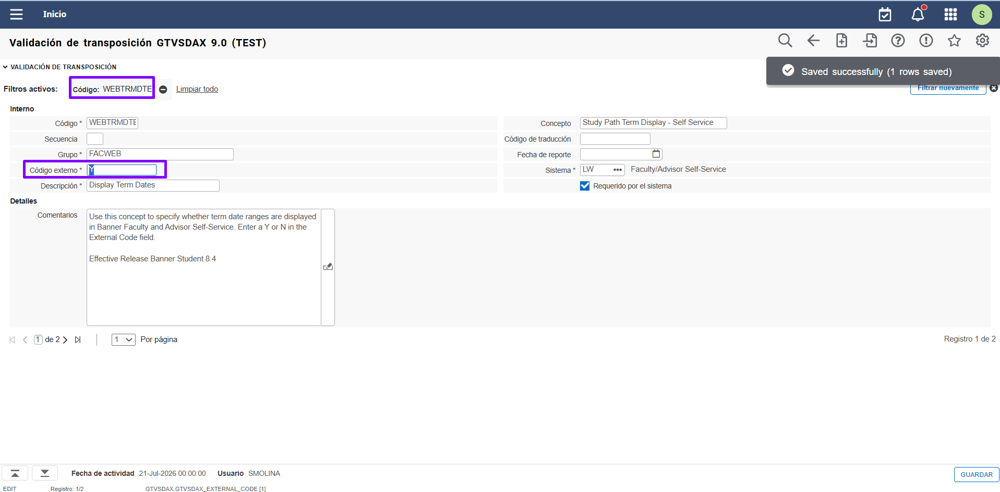 Inicio
S
Validación de transposición GTVSDAX 9.0 (TEST)
VALIDACIÓN DE TRANSPOSICIÓN
Saved successfully (1 rows saved)
Filtros activos: Código: WEBTRMDTE Limpiar todo Filtrar nuevamente
Interno
Código * WEBTRMDTE Concepto Study Path Term Display - Self Service
Secuencia Código de traducción
Grupo * FACWEB Fecha de reporte
Código externo * Y Sistema * LW Faculty/Advisor Self-Service
Descripción * Display Term Dates Requerido por el sistema
Detalles
Comentarios Use this concept to specify whether term date ranges are displayed
in Banner Faculty and Advisor Self-Service. Enter a Y or N in the
External Code field.
Effective Release Banner Student 8.4
1 de 2 1 Por página Registro 1 de 2
Fecha de actividad 21-Jul-2026 00:00:00 Usuario SMOLINA GUARDAR
EDIT Registro: 1/2 GTVSDAX.GTVSDAX_EXTERNAL_CODE [1]